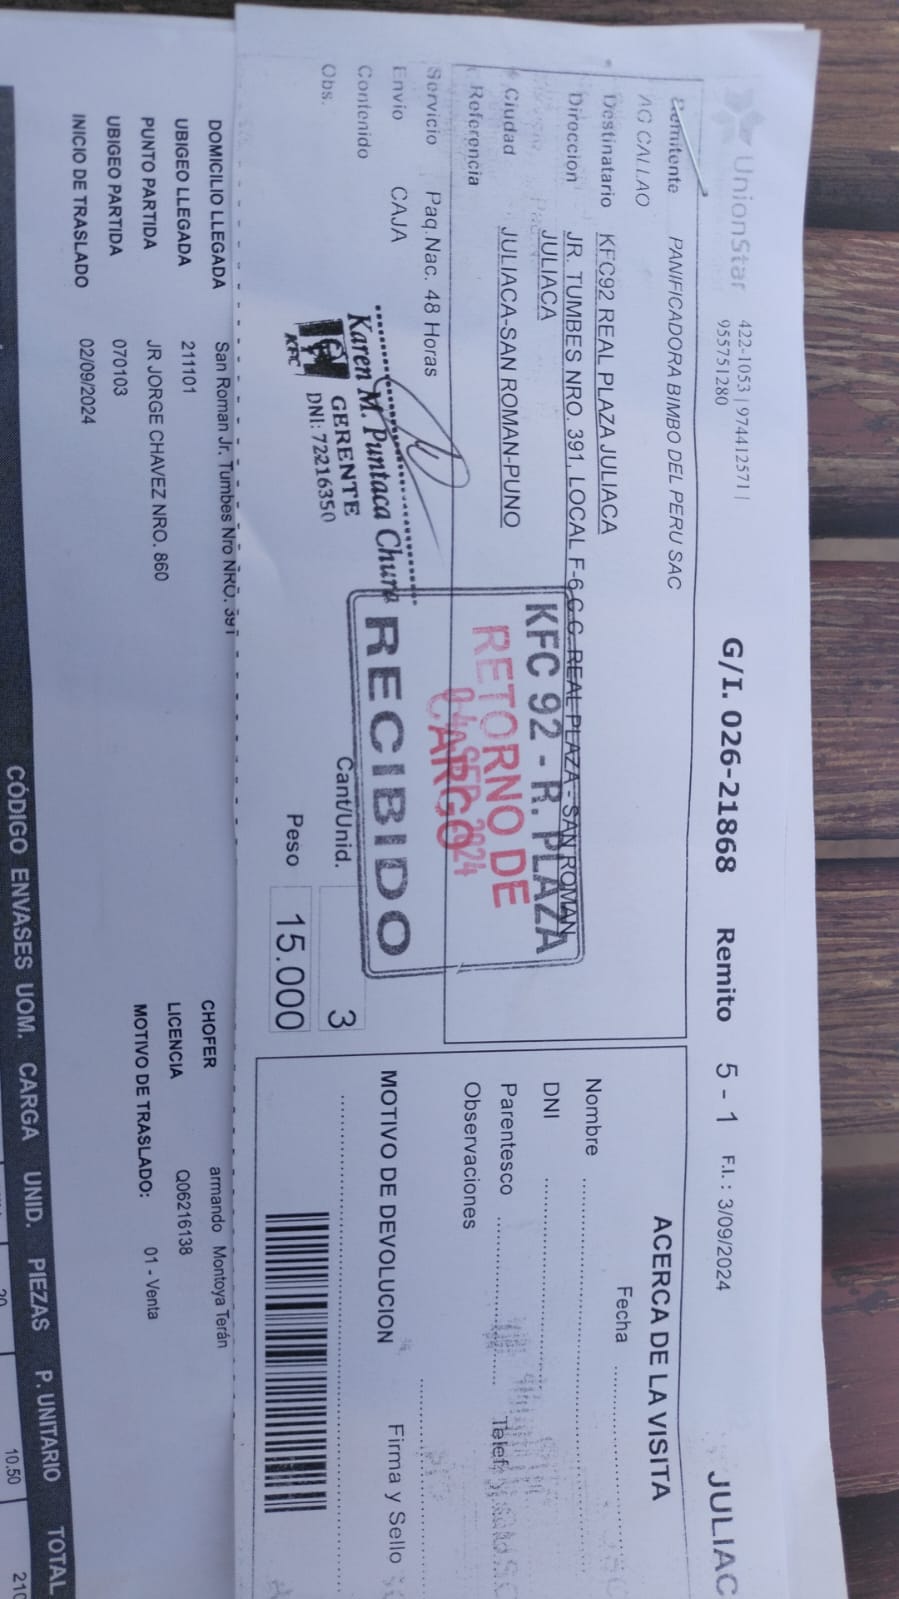 UnionStar
422-1053 | 974412571 |
955751280
G/I. 026-21868 Remito 5 - 1 F.I. : 3/09/2024 JULIAC
Remitente PANIFICADORA BIMBO DEL PERU SAC
AG CALLAO
Destinatario KFC92 REAL PLAZA JULIACA
Direccion JR. TUMBES NRO. 391, LOCAL F-6 C.C. REAL PLAZA - SAN ROMAN
JULIACA
Ciudad JULIACA-SAN ROMAN-PUNO
Referencia
Servicio Paq.Nac. 48 Horas
Envio CAJA
Contenido
Obs.
Cant/Unid. 3
Peso 15.000
KFC 92 - R. PLAZA
RETORNO DE
CARGO
SEP 2024
RECIBIDO
Karen M. Puntaca Chura
GERENTE
DNI: 72216350
KFC
ACERCA DE LA VISITA
Fecha
Nombre
DNI
Parentesco Telef.
Observaciones
MOTIVO DE DEVOLUCION Firma y Sello
DOMICILIO LLEGADA San Roman Jr. Tumbes Nro NRO. 391
UBIGEO LLEGADA 211101
PUNTO PARTIDA JR JORGE CHAVEZ NRO. 860
UBIGEO PARTIDA 070103
INICIO DE TRASLADO 02/09/2024
CHOFER armando Montoya Terán
LICENCIA Q06216138
MOTIVO DE TRASLADO: 01 - Venta
CÓDIGO ENVASES UOM. CARGA UNID. PIEZAS P. UNITARIO TOTAL
20 10.50 210